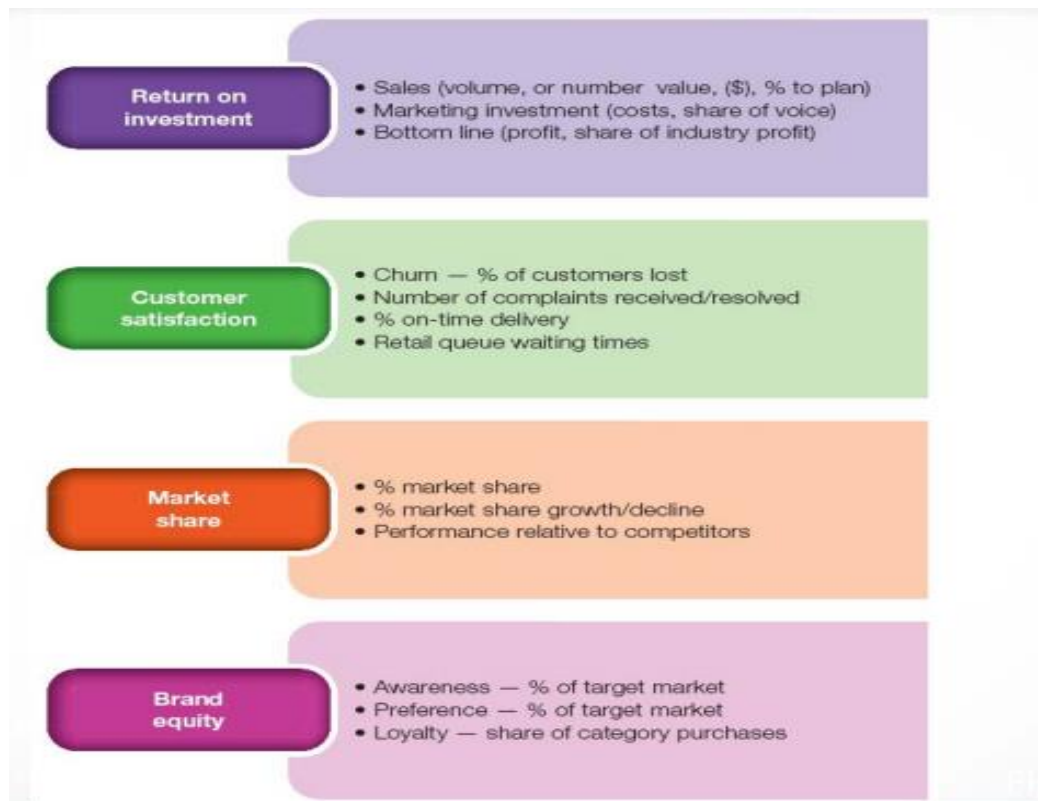 Return on
investment
• Sales (volume, or number value, ($), % to plan)
• Marketing investment (costs, share of voice)
• Bottom line (profit, share of industry profit)
Customer
satisfaction
• Churn — % of customers lost
• Number of complaints received/resolved
• % on-time delivery
• Retail queue waiting times
Market
share
• % market share
• % market share growth/decline
• Performance relative to competitors
Brand
equity
• Awareness — % of target market
• Preference — % of target market
• Loyalty — share of category purchases